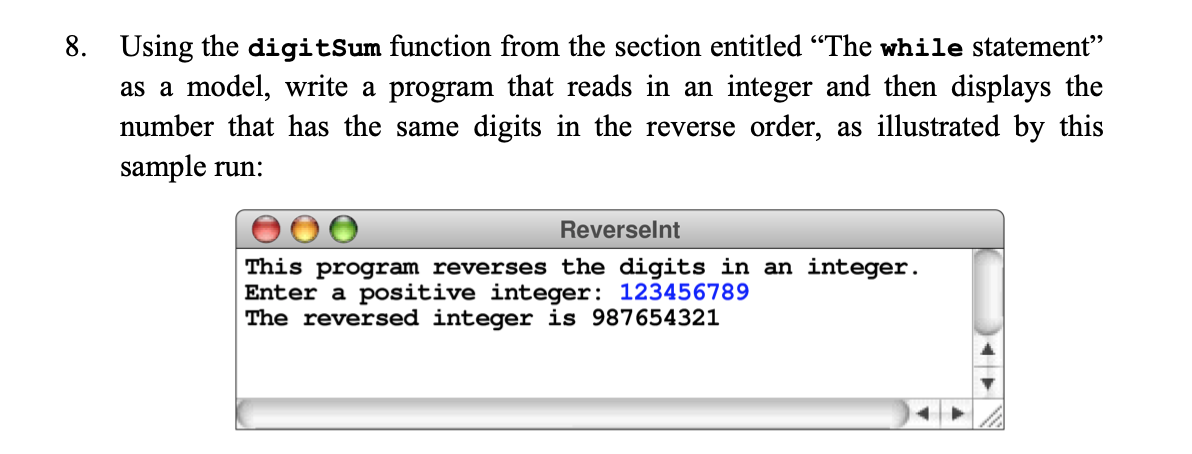 8. Using the digitSum function from the section entitled “The while statement”
as a model, write a program that reads in an integer and then displays the
number that has the same digits in the reverse order, as illustrated by this
sample run:
ReverseInt
This program reverses the digits in an integer.
Enter a positive integer: 123456789
The reversed integer is 987654321